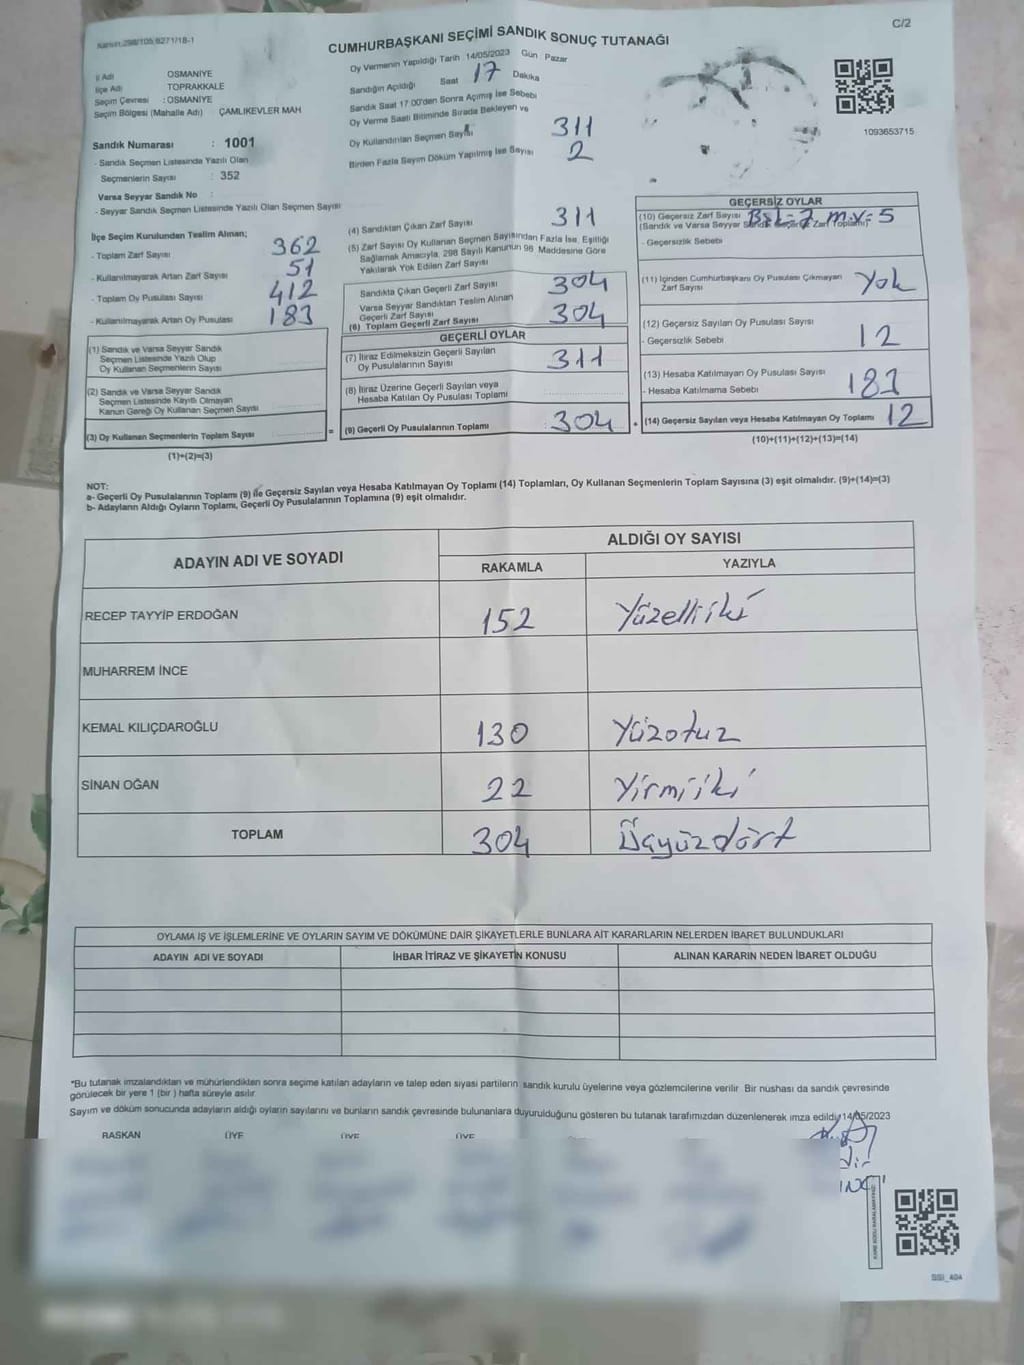 Kanun:298/105,6271/18-1
C/2
CUMHURBAŞKANI SEÇİMİ SANDIK SONUÇ TUTANAĞI
İl Adı OSMANİYE
İlçe Adı TOPRAKKALE
Seçim Çevresi : OSMANİYE
Seçim Bölgesi (Mahalle Adı) ÇAMLIKEVLER MAH
Sandık Numarası : 1001
- Sandık Seçmen Listesinde Yazılı Olan
Seçmenlerin Sayısı : 352
Varsa Seyyar Sandık No :
- Seyyar Sandık Seçmen Listesinde Yazılı Olan Seçmen Sayısı
İlçe Seçim Kurulundan Teslim Alınan;
- Toplam Zarf Sayısı 362
- Kullanılmayarak Artan Zarf Sayısı 51
- Toplam Oy Pusulası Sayısı 412
- Kullanılmayarak Artan Oy Pusulası 183
(1) Sandık ve Varsa Seyyar Sandık
Seçmen Listesinde Yazılı Olup
Oy Kullanan Seçmenlerin Sayısı
(2) Sandık ve Varsa Seyyar Sandık
Seçmen Listesinde Kayıtlı Olmayan
Kanun Gereği Oy Kullanan Seçmen Sayısı
(3) Oy Kullanan Seçmenlerin Toplam Sayısı
=
(1)+(2)=(3)
Oy Vermenin Yapıldığı Tarih 14/05/2023 Gün Pazar
Sandığın Açıldığı Saat 17 Dakika
Sandık Saat 17.00'den Sonra Açılmış İse Sebebi
Oy Verme Saati Bitiminde Sırada Bekleyen ve
Oy Kullandırılan Seçmen Sayısı 311
Birden Fazla Sayım Döküm Yapılmış İse Sayısı 2
(4) Sandıktan Çıkan Zarf Sayısı 311
(5) Zarf Sayısı Oy Kullanan Seçmen Sayısından Fazla İse, Eşitliği
Sağlamak Amacıyla, 298 Sayılı Kanunun 98. Maddesine Göre
Yakılarak Yok Edilen Zarf Sayısı
Sandıkta Çıkan Geçerli Zarf Sayısı 304
Varsa Seyyar Sandıktan Teslim Alınan
Geçerli Zarf Sayısı
(6) Toplam Geçerli Zarf Sayısı 304
GEÇERLİ OYLAR
(7) İtiraz Edilmeksizin Geçerli Sayılan
Oy Pusulasının Sayısı 311
(8) İtiraz Üzerine Geçerli Sayılan veya
Hesaba Katılan Oy Pusulası Toplamı
(9) Geçerli Oy Pusulalarının Toplamı 304
+
1093653715
GEÇERSİZ OYLAR
(10) Geçersiz Zarf Sayısı
(Sandık ve Varsa Seyyar Sandık Geçersiz Zarf Toplamı)
Bşk=7, m.v=5
- Geçersizlik Sebebi
(11) İçinden Cumhurbaşkanı Oy Pusulası Çıkmayan
Zarf Sayısı Yok
(12) Geçersiz Sayılan Oy Pusulası Sayısı 12
- Geçersizlik Sebebi
(13) Hesaba Katılmayan Oy Pusulası Sayısı 183
- Hesaba Katılmama Sebebi
(14) Geçersiz Sayılan veya Hesaba Katılmayan Oy Toplamı 12
(10)+(11)+(12)+(13)=(14)
NOT:
a- Geçerli Oy Pusulalarının Toplamı (9) ile Geçersiz Sayılan veya Hesaba Katılmayan Oy Toplamı (14) Toplamları, Oy Kullanan Seçmenlerin Toplam Sayısına (3) eşit olmalıdır. (9)+(14)=(3)
b- Adayların Aldığı Oyların Toplamı, Geçerli Oy Pusulalarının Toplamına (9) eşit olmalıdır.
ADAYIN ADI VE SOYADI
ALDIĞI OY SAYISI
RAKAMLA YAZIYLA
RECEP TAYYİP ERDOĞAN 152 Yüzelliiki
MUHARREM İNCE
KEMAL KILIÇDAROĞLU 130 Yüzotuz
SİNAN OĞAN 22 Yirmiiki
TOPLAM 304 Üçyüzdört
OYLAMA İŞ VE İŞLEMLERİNE VE OYLARIN SAYIM VE DÖKÜMÜNE DAİR ŞİKAYETLERLE BUNLARA AİT KARARLARIN NELERDEN İBARET BULUNDUKLARI
ADAYIN ADI VE SOYADI İHBAR İTİRAZ VE ŞİKAYETİN KONUSU ALINAN KARARIN NEDEN İBARET OLDUĞU
*Bu tutanak imzalandıktan ve mühürlendikten sonra seçime katılan adayların ve talep eden siyasi partilerin sandık kurulu üyelerine veya gözlemcilerine verilir. Bir nüshası da sandık çevresinde
görülecek bir yere 1 (bir ) hafta süreyle asılır.
Sayım ve döküm sonucunda adayların aldığı oyların sayılarını ve bunların sandık çevresinde bulunanlara duyurulduğunu gösteren bu tutanak tarafımızdan düzenlenerek imza edildi. 14/05/2023
BAŞKAN ÜYE ÜYE ÜYE